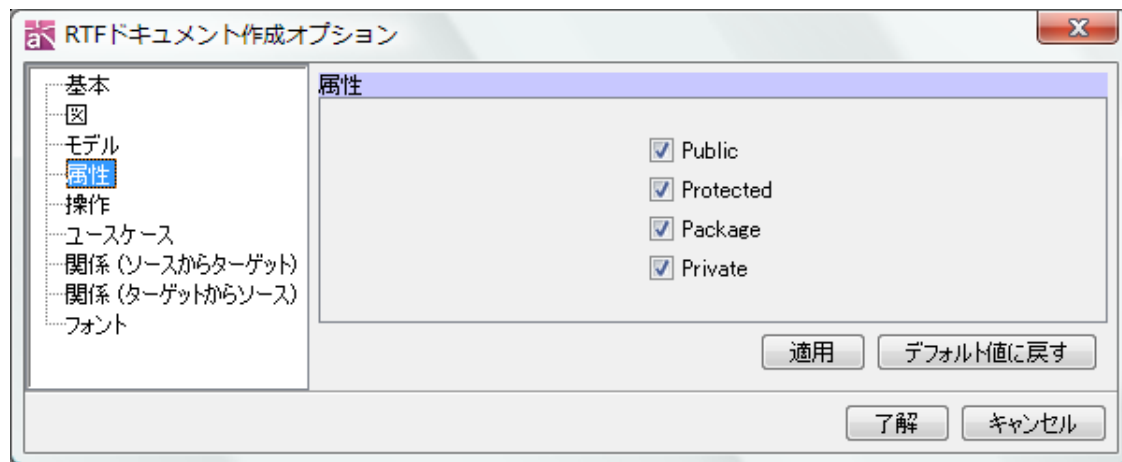 RTFドキュメント作成オプション
基本
図
モデル
属性
操作
ユースケース
関係 (ソースからターゲット)
関係 (ターゲットからソース)
フォント
属性
Public
Protected
Package
Private
適用
デフォルト値に戻す
了解
キャンセル